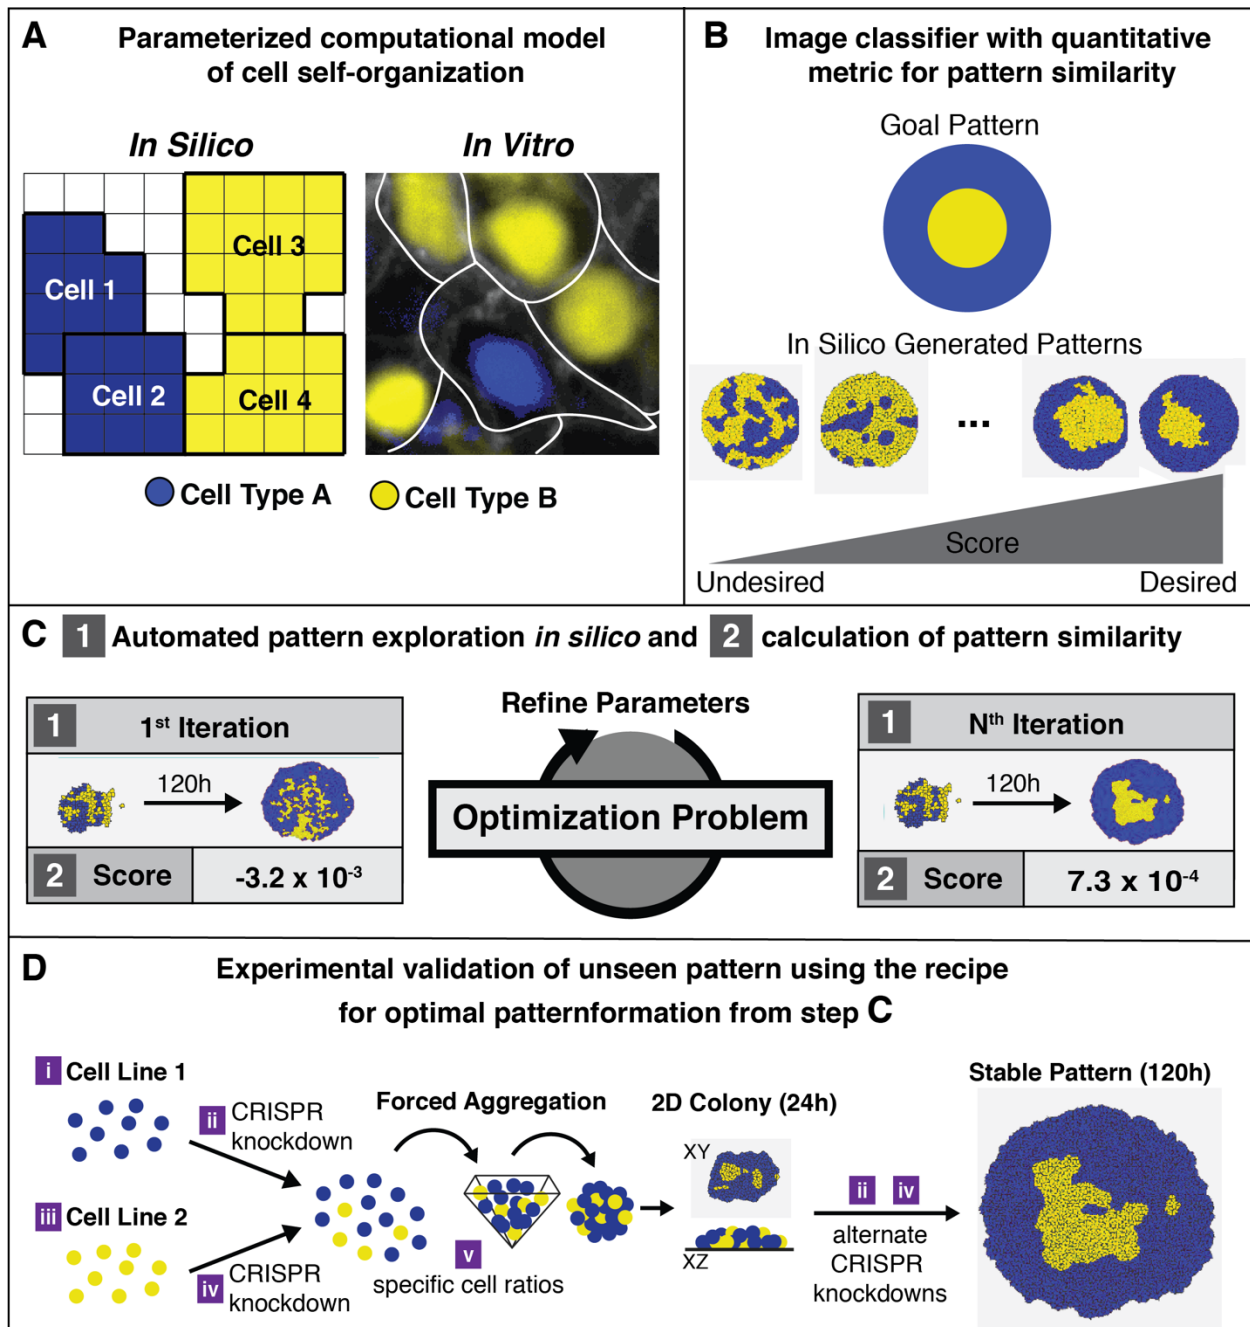 A
Parameterized computational model
of cell self-organization
In Silico
In Vitro
Cell 1
Cell 2
Cell 3
Cell 4
Cell Type A
Cell Type B
B
Image classifier with quantitative
metric for pattern similarity
Goal Pattern
In Silico Generated Patterns
...
Score
Undesired
Desired
C 1 Automated pattern exploration in silico and 2 calculation of pattern similarity
1 1st Iteration
120h
2 Score -3.2 x 10-3
Refine Parameters
Optimization Problem
1 Nth Iteration
120h
2 Score 7.3 x 10-4
D
Experimental validation of unseen pattern using the recipe
for optimal patternformation from step C
i Cell Line 1
ii CRISPR
knockdown
iii Cell Line 2
iv CRISPR
knockdown
Forced Aggregation
v
specific cell ratios
2D Colony (24h)
XY
XZ
ii iv
alternate
CRISPR
knockdowns
Stable Pattern (120h)